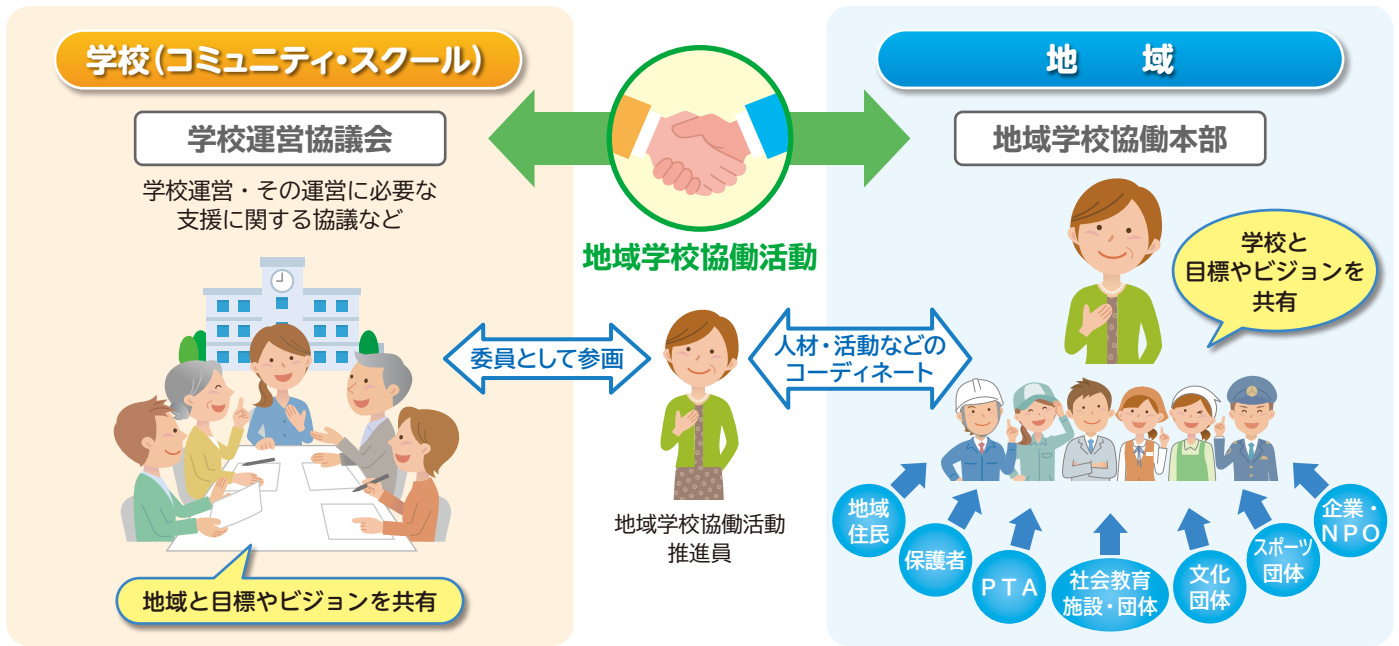 学校(コミュニティ・スクール)
学校運営協議会
学校運営・その運営に必要な
支援に関する協議など
地域と目標やビジョンを共有
地域学校協働活動
委員として参画
人材・活動などの
コーディネート
地域学校協働活動
推進員
地　域
地域学校協働本部
学校と
目標やビジョンを
共有
地域
住民
保護者
ＰＴＡ
社会教育
施設・団体
文化
団体
スポーツ
団体
企業・
ＮＰＯ